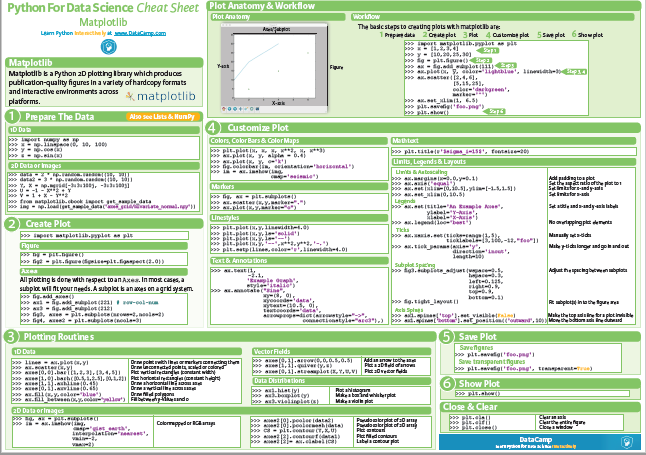 Python For Data Science Cheat Sheet
Matplotlib
Learn Python Interactively at www.DataCamp.com
Matplotlib
Matplotlib is a Python 2D plotting library which produces
publication-quality figures in a variety of hardcopy formats
and interactive environments across
platforms.
matplotlib
1 Prepare The Data
Also see Lists & NumPy
1D Data
>>> import numpy as np
>>> x = np.linspace(0, 10, 100)
>>> y = np.cos(x)
>>> z = np.sin(x)
2D Data or Images
>>> data = 2 * np.random.random((10, 10))
>>> data2 = 3 * np.random.random((10, 10))
>>> Y, X = np.mgrid[-3:3:100j, -3:3:100j]
>>> U = -1 - X**2 + Y
>>> V = 1 + X - Y**2
>>> from matplotlib.cbook import get_sample_data
>>> img = np.load(get_sample_data('axes_grid/bivariate_normal.npy'))
2 Create Plot
>>> import matplotlib.pyplot as plt
Figure
>>> fig = plt.figure()
>>> fig2 = plt.figure(figsize=plt.figaspect(2.0))
Axes
All plotting is done with respect to an Axes. In most cases, a
subplot will fit your needs. A subplot is an axes on a grid system.
>>> fig.add_axes()
>>> ax1 = fig.add_subplot(221) # row-col-num
>>> ax3 = fig.add_subplot(212)
>>> fig3, axes = plt.subplots(nrows=2,ncols=2)
>>> fig4, axes2 = plt.subplots(ncols=3)
Plot Anatomy & Workflow
Plot Anatomy
Axes/Subplot
Y-axis
X-axis
Figure
Workflow
The basic steps to creating plots with matplotlib are:
1 Prepare data 2 Create plot 3 Plot 4 Customize plot 5 Save plot 6 Show plot
>>> import matplotlib.pyplot as plt
>>> x = [1,2,3,4]
>>> y = [10,20,25,30]
>>> fig = plt.figure()
>>> ax = fig.add_subplot(111)
>>> ax.plot(x, y, color='lightblue', linewidth=3)
>>> ax.scatter([2,4,6],
[5,15,25],
color='darkgreen',
marker='^')
>>> ax.set_xlim(1, 6.5)
>>> plt.savefig('foo.png')
>>> plt.show()
4 Customize Plot
Colors, Color Bars & Color Maps
>>> plt.plot(x, x, x, x**2, x, x**3)
>>> ax.plot(x, y, alpha = 0.4)
>>> ax.plot(x, y, c='k')
>>> fig.colorbar(im, orientation='horizontal')
>>> im = ax.imshow(img,
cmap='seismic')
Markers
>>> fig, ax = plt.subplots()
>>> ax.scatter(x,y,marker=".")
>>> ax.plot(x,y,marker="o")
Linestyles
>>> plt.plot(x,y,linewidth=4.0)
>>> plt.plot(x,y,ls='solid')
>>> plt.plot(x,y,ls='--')
>>> plt.plot(x,y,'--',x**2,y**2,'-.')
>>> plt.setp(lines,color='r',linewidth=4.0)
Text & Annotations
>>> ax.text(1,
-2.1,
'Example Graph',
style='italic')
>>> ax.annotate("Sine",
xy=(8, 0),
xycoords='data',
xytext=(10.5, 0),
textcoords='data',
arrowprops=dict(arrowstyle="->",
connectionstyle="arc3"),)
Mathtext
>>> plt.title(r'$sigma_i=15$', fontsize=20)
Limits, Legends & Layouts
Limits & Autoscaling
>>> ax.margins(x=0.0,y=0.1) Add padding to a plot
>>> ax.axis('equal') Set the aspect ratio of the plot to 1
>>> ax.set(xlim=[0,10.5],ylim=[-1.5,1.5]) Set limits for x-and y-axis
>>> ax.set_xlim(0,10.5) Set limits for x-axis
Legends
>>> ax.set(title='An Example Axes', Set a title and x-and y-axis labels
ylabel='Y-Axis',
xlabel='X-Axis')
>>> ax.legend(loc='best') No overlapping plot elements
Ticks
>>> ax.xaxis.set(ticks=range(1,5), Manually set x-ticks
ticklabels=[3,100,-12,"foo"])
>>> ax.tick_params(axis='y', Make y-ticks longer and go in and out
direction='inout',
length=10)
Subplot Spacing
>>> fig3.subplots_adjust(wspace=0.5, Adjust the spacing between subplots
hspace=0.3,
left=0.125,
right=0.9,
top=0.9,
bottom=0.1)
>>> fig.tight_layout() Fit subplot(s) in to the figure area
Axis Spines
>>> ax1.spines['top'].set_visible(False) Make the top axis line for a plot invisible
>>> ax1.spines['bottom'].set_position(('outward',10)) Move the bottom axis line outward
3 Plotting Routines
1D Data
>>> lines = ax.plot(x,y) Draw points with lines or markers connecting them
>>> ax.scatter(x,y) Draw unconnected points, scaled or colored
>>> axes[0,0].bar([1,2,3],[3,4,5]) Plot vertical rectangles (constant width)
>>> axes[1,0].barh([0.5,1,2.5],[0,1,2]) Plot horizontal rectangles (constant height)
>>> axes[1,1].axhline(0.45) Draw a horizontal line across axes
>>> axes[0,1].axvline(0.65) Draw a vertical line across axes
>>> ax.fill(x,y,color='blue') Draw filled polygons
>>> ax.fill_between(x,y,color='yellow') Fill between y-values and 0
2D Data or Images
>>> fig, ax = plt.subplots()
>>> im = ax.imshow(img, Colormapped or RGB arrays
cmap='gist_earth',
interpolation='nearest',
vmin=-2,
vmax=2)
Vector Fields
>>> axes[0,1].arrow(0,0,0.5,0.5) Add an arrow to the axes
>>> axes[1,1].quiver(y,z) Plot a 2D field of arrows
>>> axes[0,1].streamplot(X,Y,U,V) Plot a 2D vector fields
Data Distributions
>>> ax1.hist(y) Plot a histogram
>>> ax3.boxplot(y) Make a box and whisker plot
>>> ax3.violinplot(z) Make a violin plot
>>> axes2[0].pcolor(data2) Pseudocolor plot of 2D array
>>> axes2[0].pcolormesh(data) Pseudocolor plot of 2D array
>>> CS = plt.contour(Y,X,U) Plot contours
>>> axes2[2].contourf(data1) Plot filled contours
>>> axes2[2]= ax.clabel(CS) Label a contour plot
5 Save Plot
Save figures
>>> plt.savefig('foo.png')
Save transparent figures
>>> plt.savefig('foo.png', transparent=True)
6 Show Plot
>>> plt.show()
Close & Clear
>>> plt.cla() Clear an axis
>>> plt.clf() Clear the entire figure
>>> plt.close() Close a window
DataCamp
Learn Python for Data Science Interactively